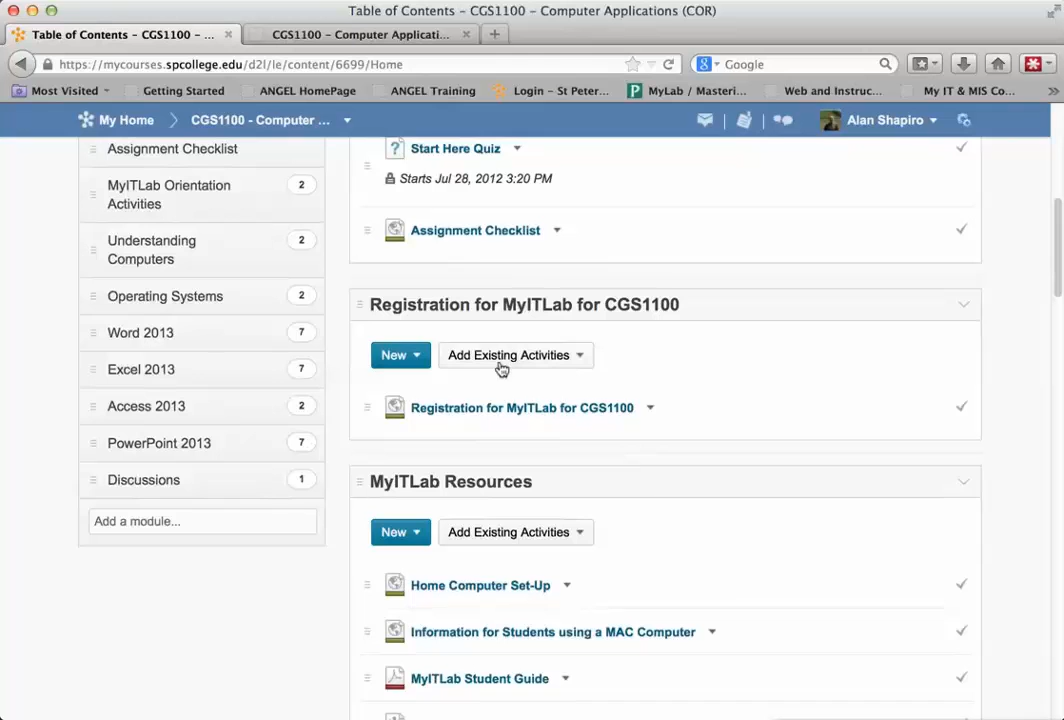 Table of Contents – CGS1100 – Computer Applications (COR)
Table of Contents – CGS1100 – ...
CGS1100 – Computer Applicati...
https://mycourses.spcollege.edu/d2l/le/content/6699/Home
Google
Most Visited
Getting Started
ANGEL HomePage
ANGEL Training
Login – St Peter...
MyLab / Masteri...
Web and Instruc...
My IT & MIS Co...
My Home
CGS1100 - Computer ...
Alan Shapiro
Assignment Checklist
MyITLab Orientation
Activities
2
Understanding
Computers
2
Operating Systems
2
Word 2013
7
Excel 2013
7
Access 2013
2
PowerPoint 2013
7
Discussions
1
Add a module...
Start Here Quiz
Starts Jul 28, 2012 3:20 PM
Assignment Checklist
Registration for MyITLab for CGS1100
New
Add Existing Activities
Registration for MyITLab for CGS1100
MyITLab Resources
New
Add Existing Activities
Home Computer Set-Up
Information for Students using a MAC Computer
MyITLab Student Guide